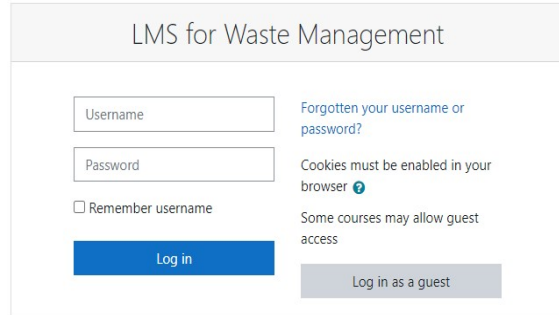 LMS for Waste Management
Username
Password
Remember username
Log in
Forgotten your username or
password?
Cookies must be enabled in your
browser
Some courses may allow guest
access
Log in as a guest